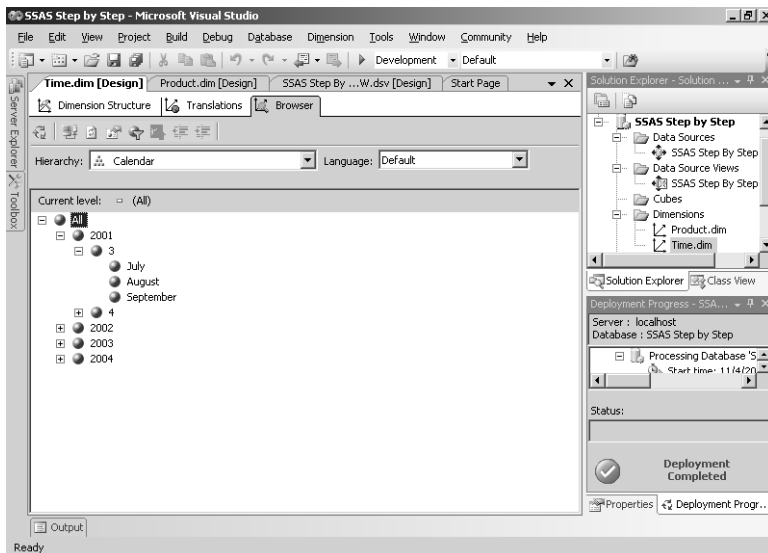 SSAS Step by Step - Microsoft Visual Studio
File Edit View Project Build Debug Database Dimension Tools Window Community Help
Development Default
Time.dim [Design] Product.dim [Design] SSAS Step By ...W.dsv [Design] Start Page
Dimension Structure Translations Browser
Hierarchy: Calendar Language: Default
Current level: (All)
All
2001
3
July
August
September
4
2002
2003
2004
Server Explorer
Toolbox
Solution Explorer - Solution ...
SSAS Step by Step
Data Sources
SSAS Step By Step
Data Source Views
SSAS Step By Step
Cubes
Dimensions
Product.dim
Time.dim
Solution Explorer Class View
Deployment Progress - SSA...
Server : localhost
Database : SSAS Step by Step
Processing Database 'S
Start time: 11/4/20
Status:
Deployment
Completed
Properties Deployment Progr...
Output
Ready